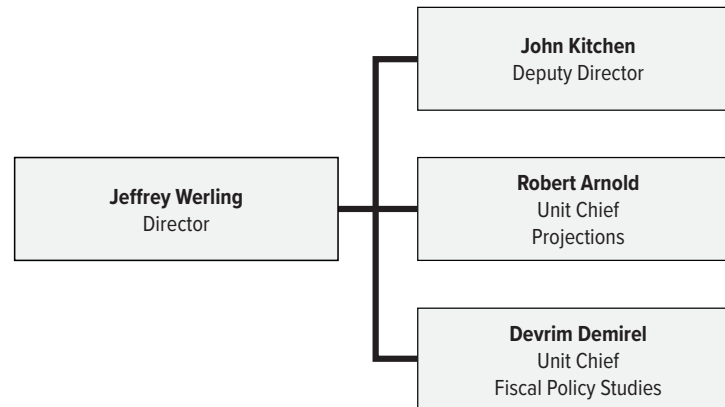 John Kitchen
Deputy Director
Jeffrey Werling
Director
Robert Arnold
Unit Chief
Projections
Devrim Demirel
Unit Chief
Fiscal Policy Studies